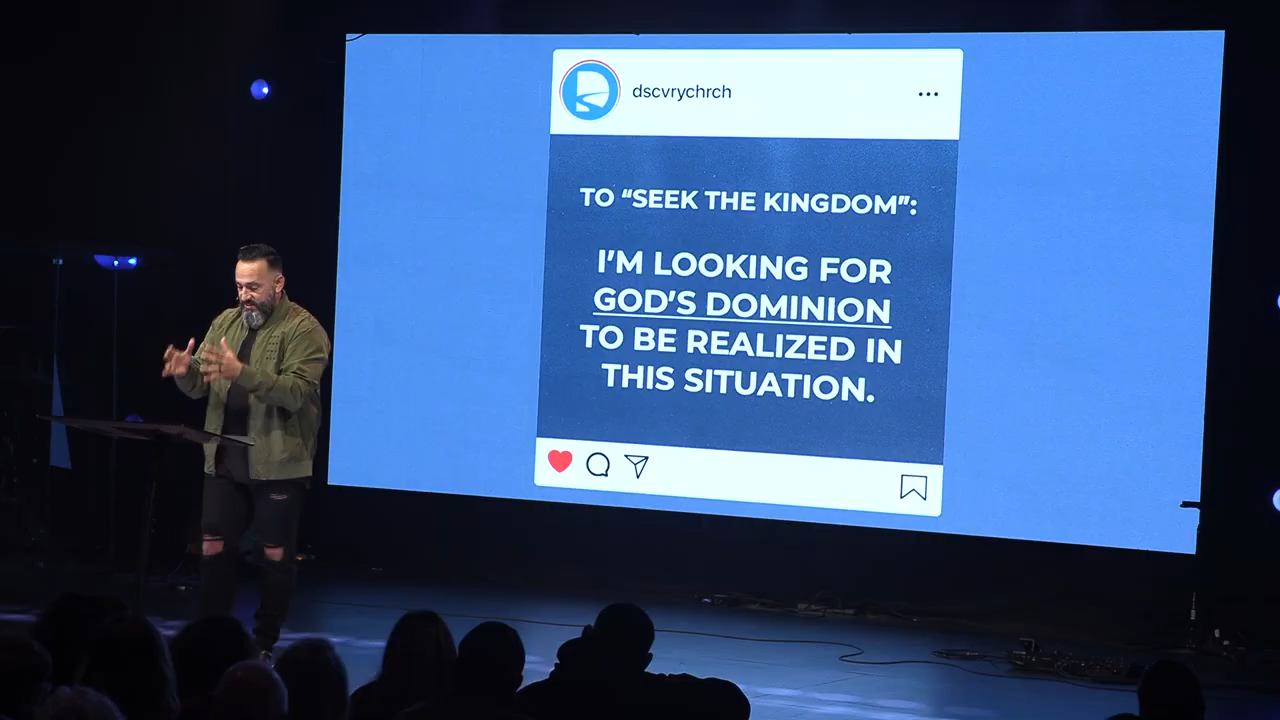 dscvrychrch
TO “SEEK THE KINGDOM”:
I’M LOOKING FOR
GOD’S DOMINION
TO BE REALIZED IN
THIS SITUATION.